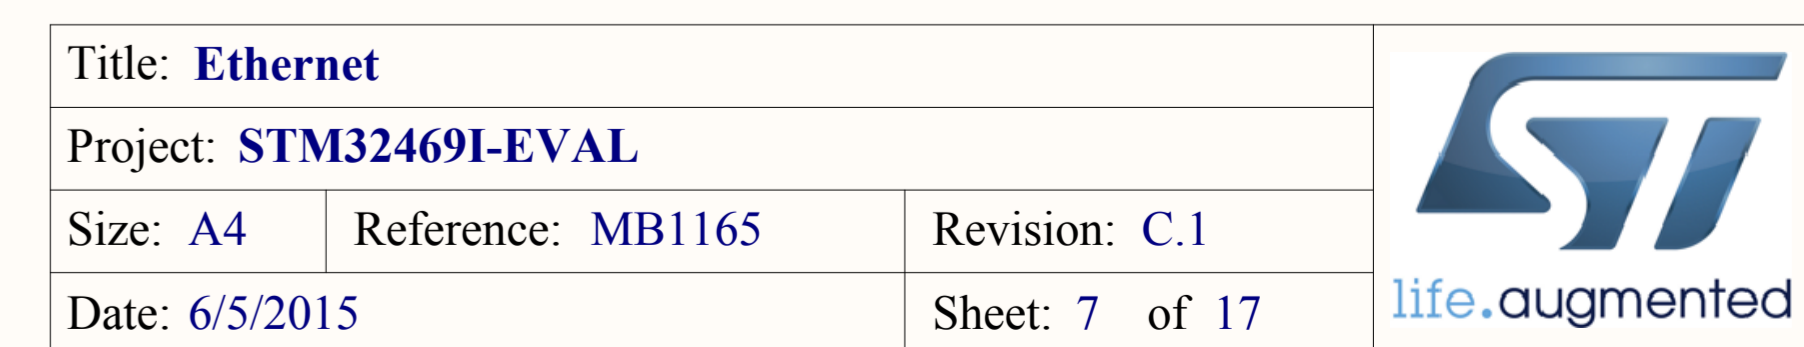 Title: Ethernet
Project: STM32469I-EVAL
Size: A4 Reference: MB1165 Revision: C.1
Date: 6/5/2015 Sheet: 7 of 17
ST
life.augmented